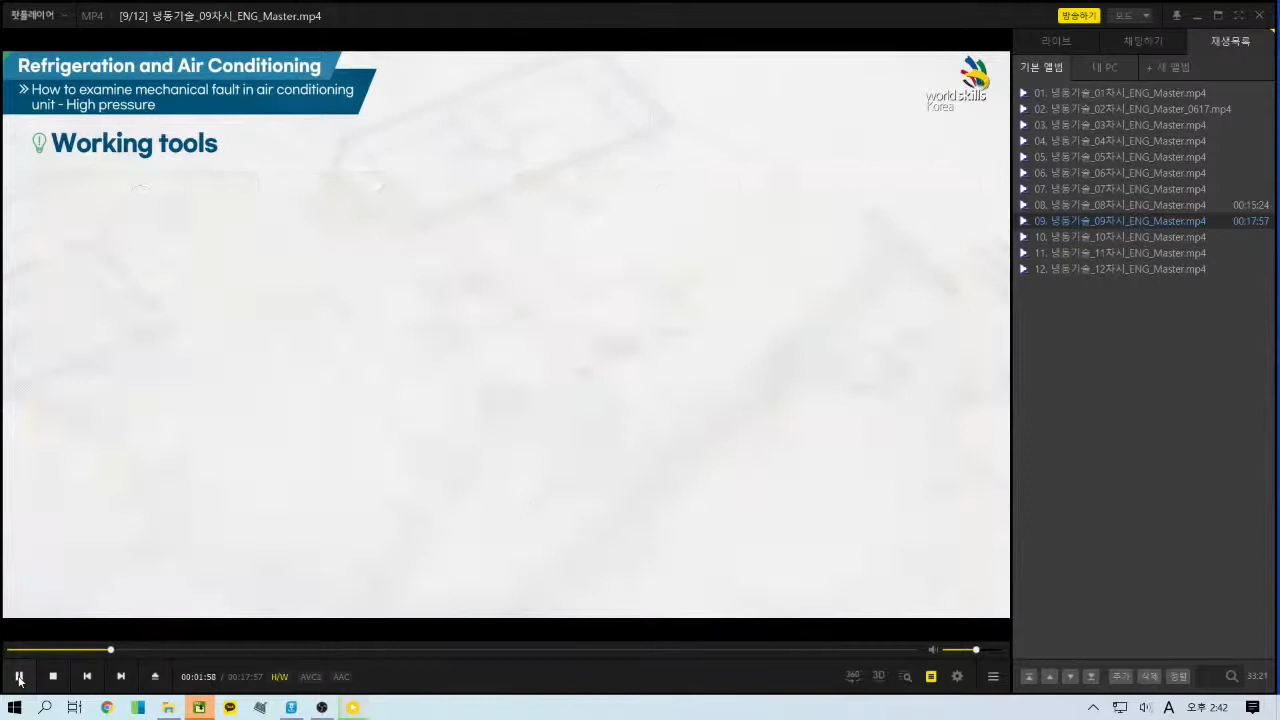 팟플레이어
MP4
[9/12] 냉동기술_09차시_ENG_Master.mp4
방송하기
모드
Refrigeration and Air Conditioning
» How to examine mechanical fault in air conditioning
unit - High pressure
worldskills
Korea
Working tools
라이브
채팅하기
재생목록
기본 앨범
내 PC
+ 새 앨범
01. 냉동기술_01차시_ENG_Master.mp4
02. 냉동기술_02차시_ENG_Master_0617.mp4
03. 냉동기술_03차시_ENG_Master.mp4
04. 냉동기술_04차시_ENG_Master.mp4
05. 냉동기술_05차시_ENG_Master.mp4
06. 냉동기술_06차시_ENG_Master.mp4
07. 냉동기술_07차시_ENG_Master.mp4
08. 냉동기술_08차시_ENG_Master.mp4 00:15:24
09. 냉동기술_09차시_ENG_Master.mp4 00:17:57
10. 냉동기술_10차시_ENG_Master.mp4
11. 냉동기술_11차시_ENG_Master.mp4
12. 냉동기술_12차시_ENG_Master.mp4
00:01:58 / 00:17:57 H/W AVC1 AAC
360°
3D
추가
삭제
정렬
33:21
A
오후 2:42